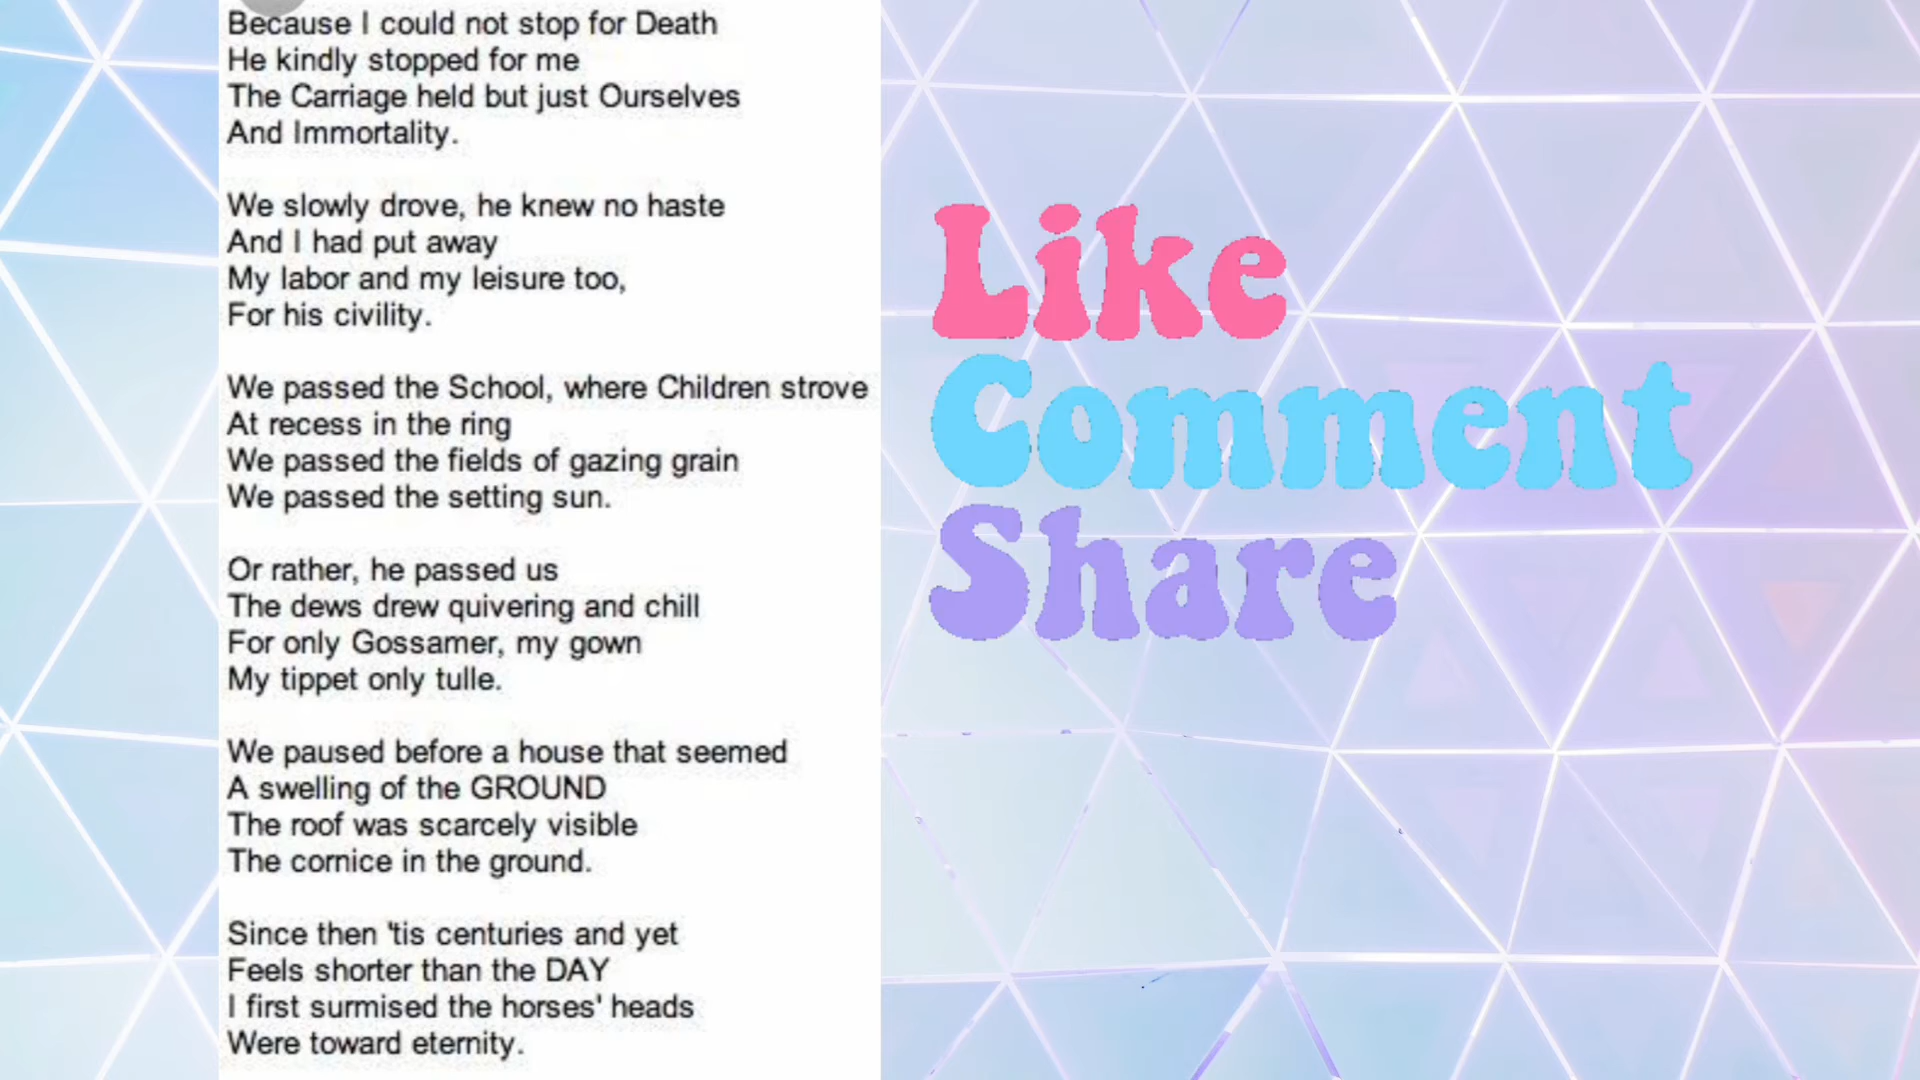 Because I could not stop for Death
He kindly stopped for me
The Carriage held but just Ourselves
And Immortality.
We slowly drove, he knew no haste
And I had put away
My labor and my leisure too,
For his civility.
We passed the School, where Children strove
At recess in the ring
We passed the fields of gazing grain
We passed the setting sun.
Or rather, he passed us
The dews drew quivering and chill
For only Gossamer, my gown
My tippet only tulle.
We paused before a house that seemed
A swelling of the GROUND
The roof was scarcely visible
The cornice in the ground.
Since then 'tis centuries and yet
Feels shorter than the DAY
I first surmised the horses' heads
Were toward eternity.
Like
Comment
Share